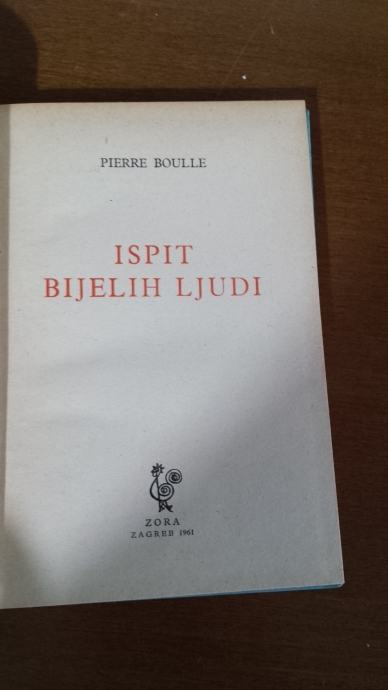 PIERRE BOULLE
ISPIT
BIJELIH LJUDI
ZORA
ZAGREB 1961